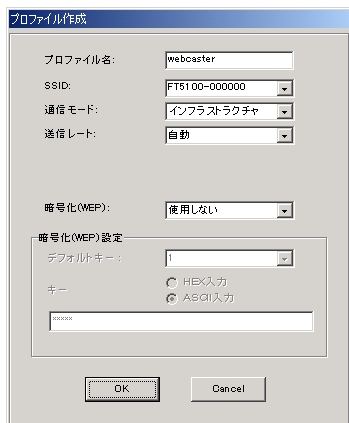 プロファイル作成
プロファイル名: webcaster
SSID: FT5100-000000
通信モード: インフラストラクチャ
送信レート: 自動
暗号化(WEP): 使用しない
暗号化(WEP)設定
デフォルトキー: 1
キー HEX入力
ASCII入力
*****
OK Cancel